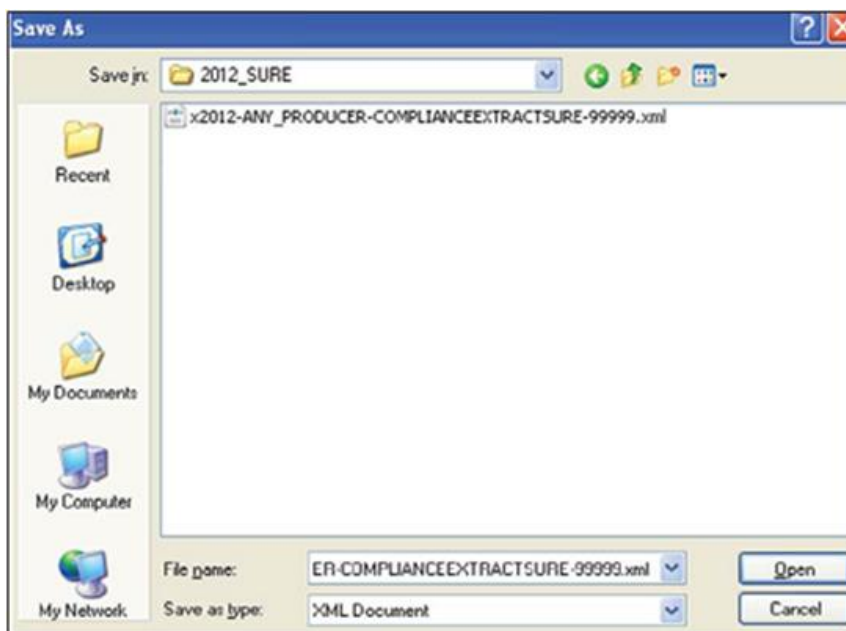 Save As
Save in:
2012_SURE
x2012-ANY_PRODUCER-COMPLIANCEEXTRACTSURE-99999.xml
Recent
Desktop
My Documents
My Computer
My Network
File name:
ER-COMPLIANCEEXTRACTSURE-99999.xml
Open
Save as type:
XML Document
Cancel